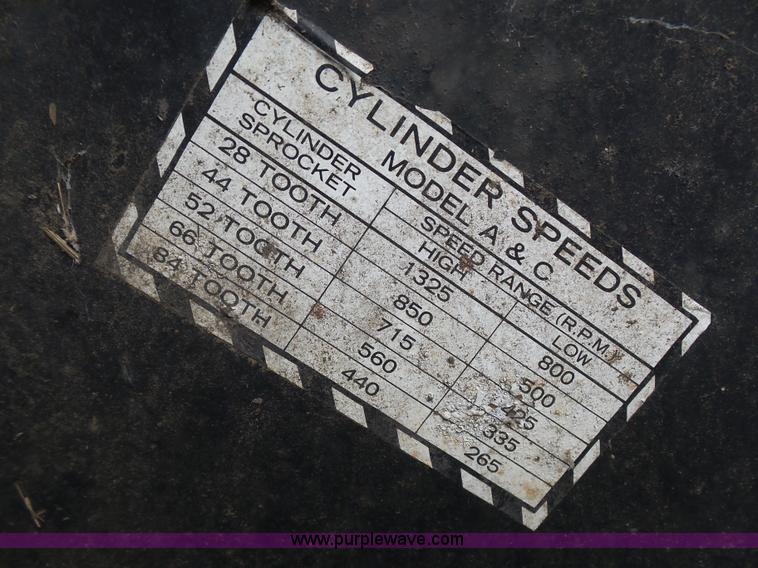 CYLINDER SPEEDS
MODEL A & C
CYLINDER SPROCKET SPEED RANGE (R.P.M.)
HIGH LOW
28 TOOTH 1325 800
44 TOOTH 850 500
52 TOOTH 715 425
66 TOOTH 560 335
84 TOOTH 440 265
www.purplewave.com